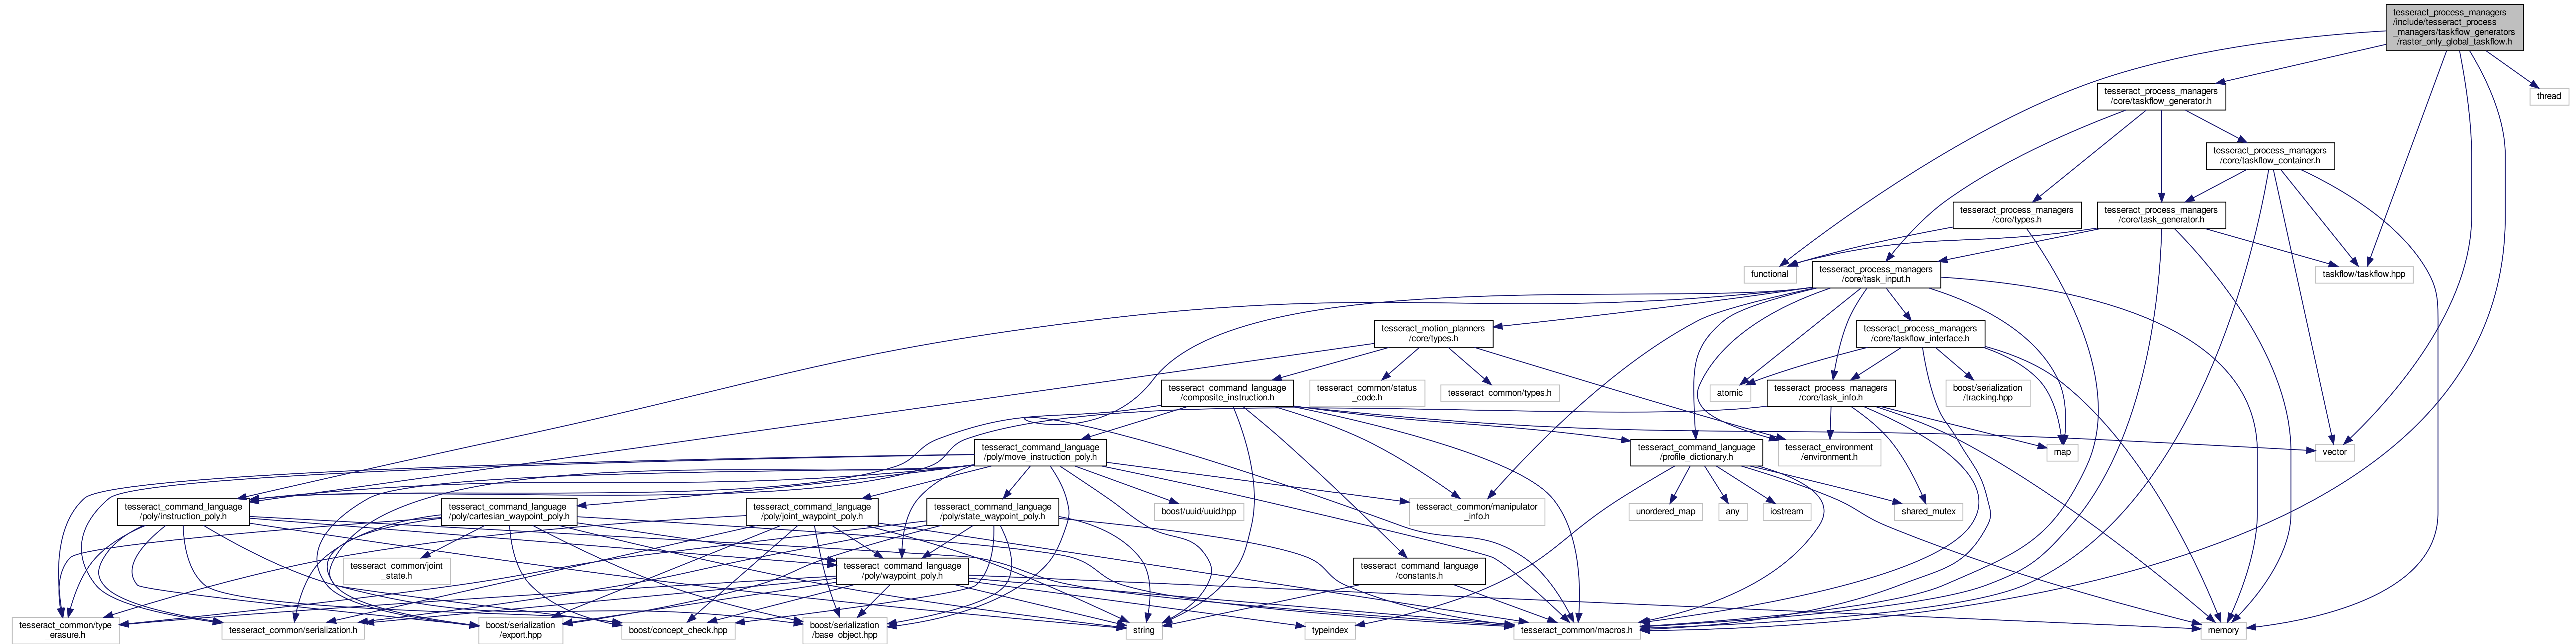 tesseract_process_managers
/include/tesseract_process
_managers/taskflow_generators
/raster_only_global_taskflow.h
tesseract_process_managers
/core/taskflow_generator.h
thread
tesseract_process_managers
/core/taskflow_container.h
tesseract_process_managers
/core/types.h
tesseract_process_managers
/core/task_generator.h
functional
tesseract_process_managers
/core/task_input.h
taskflow/taskflow.hpp
tesseract_motion_planners
/core/types.h
tesseract_process_managers
/core/taskflow_interface.h
tesseract_command_language
/composite_instruction.h
tesseract_common/status
_code.h
tesseract_common/types.h
atomic
tesseract_process_managers
/core/task_info.h
boost/serialization
/tracking.hpp
tesseract_command_language
/poly/move_instruction_poly.h
tesseract_command_language
/profile_dictionary.h
tesseract_environment
/environment.h
map
vector
tesseract_command_language
/poly/instruction_poly.h
tesseract_command_language
/poly/cartesian_waypoint_poly.h
tesseract_command_language
/poly/joint_waypoint_poly.h
tesseract_command_language
/poly/state_waypoint_poly.h
boost/uuid/uuid.hpp
tesseract_common/manipulator
_info.h
unordered_map
any
iostream
shared_mutex
tesseract_common/joint
_state.h
tesseract_command_language
/poly/waypoint_poly.h
tesseract_command_language
/constants.h
tesseract_common/type
_erasure.h
tesseract_common/serialization.h
boost/serialization
/export.hpp
boost/concept_check.hpp
boost/serialization
/base_object.hpp
string
typeindex
tesseract_common/macros.h
memory